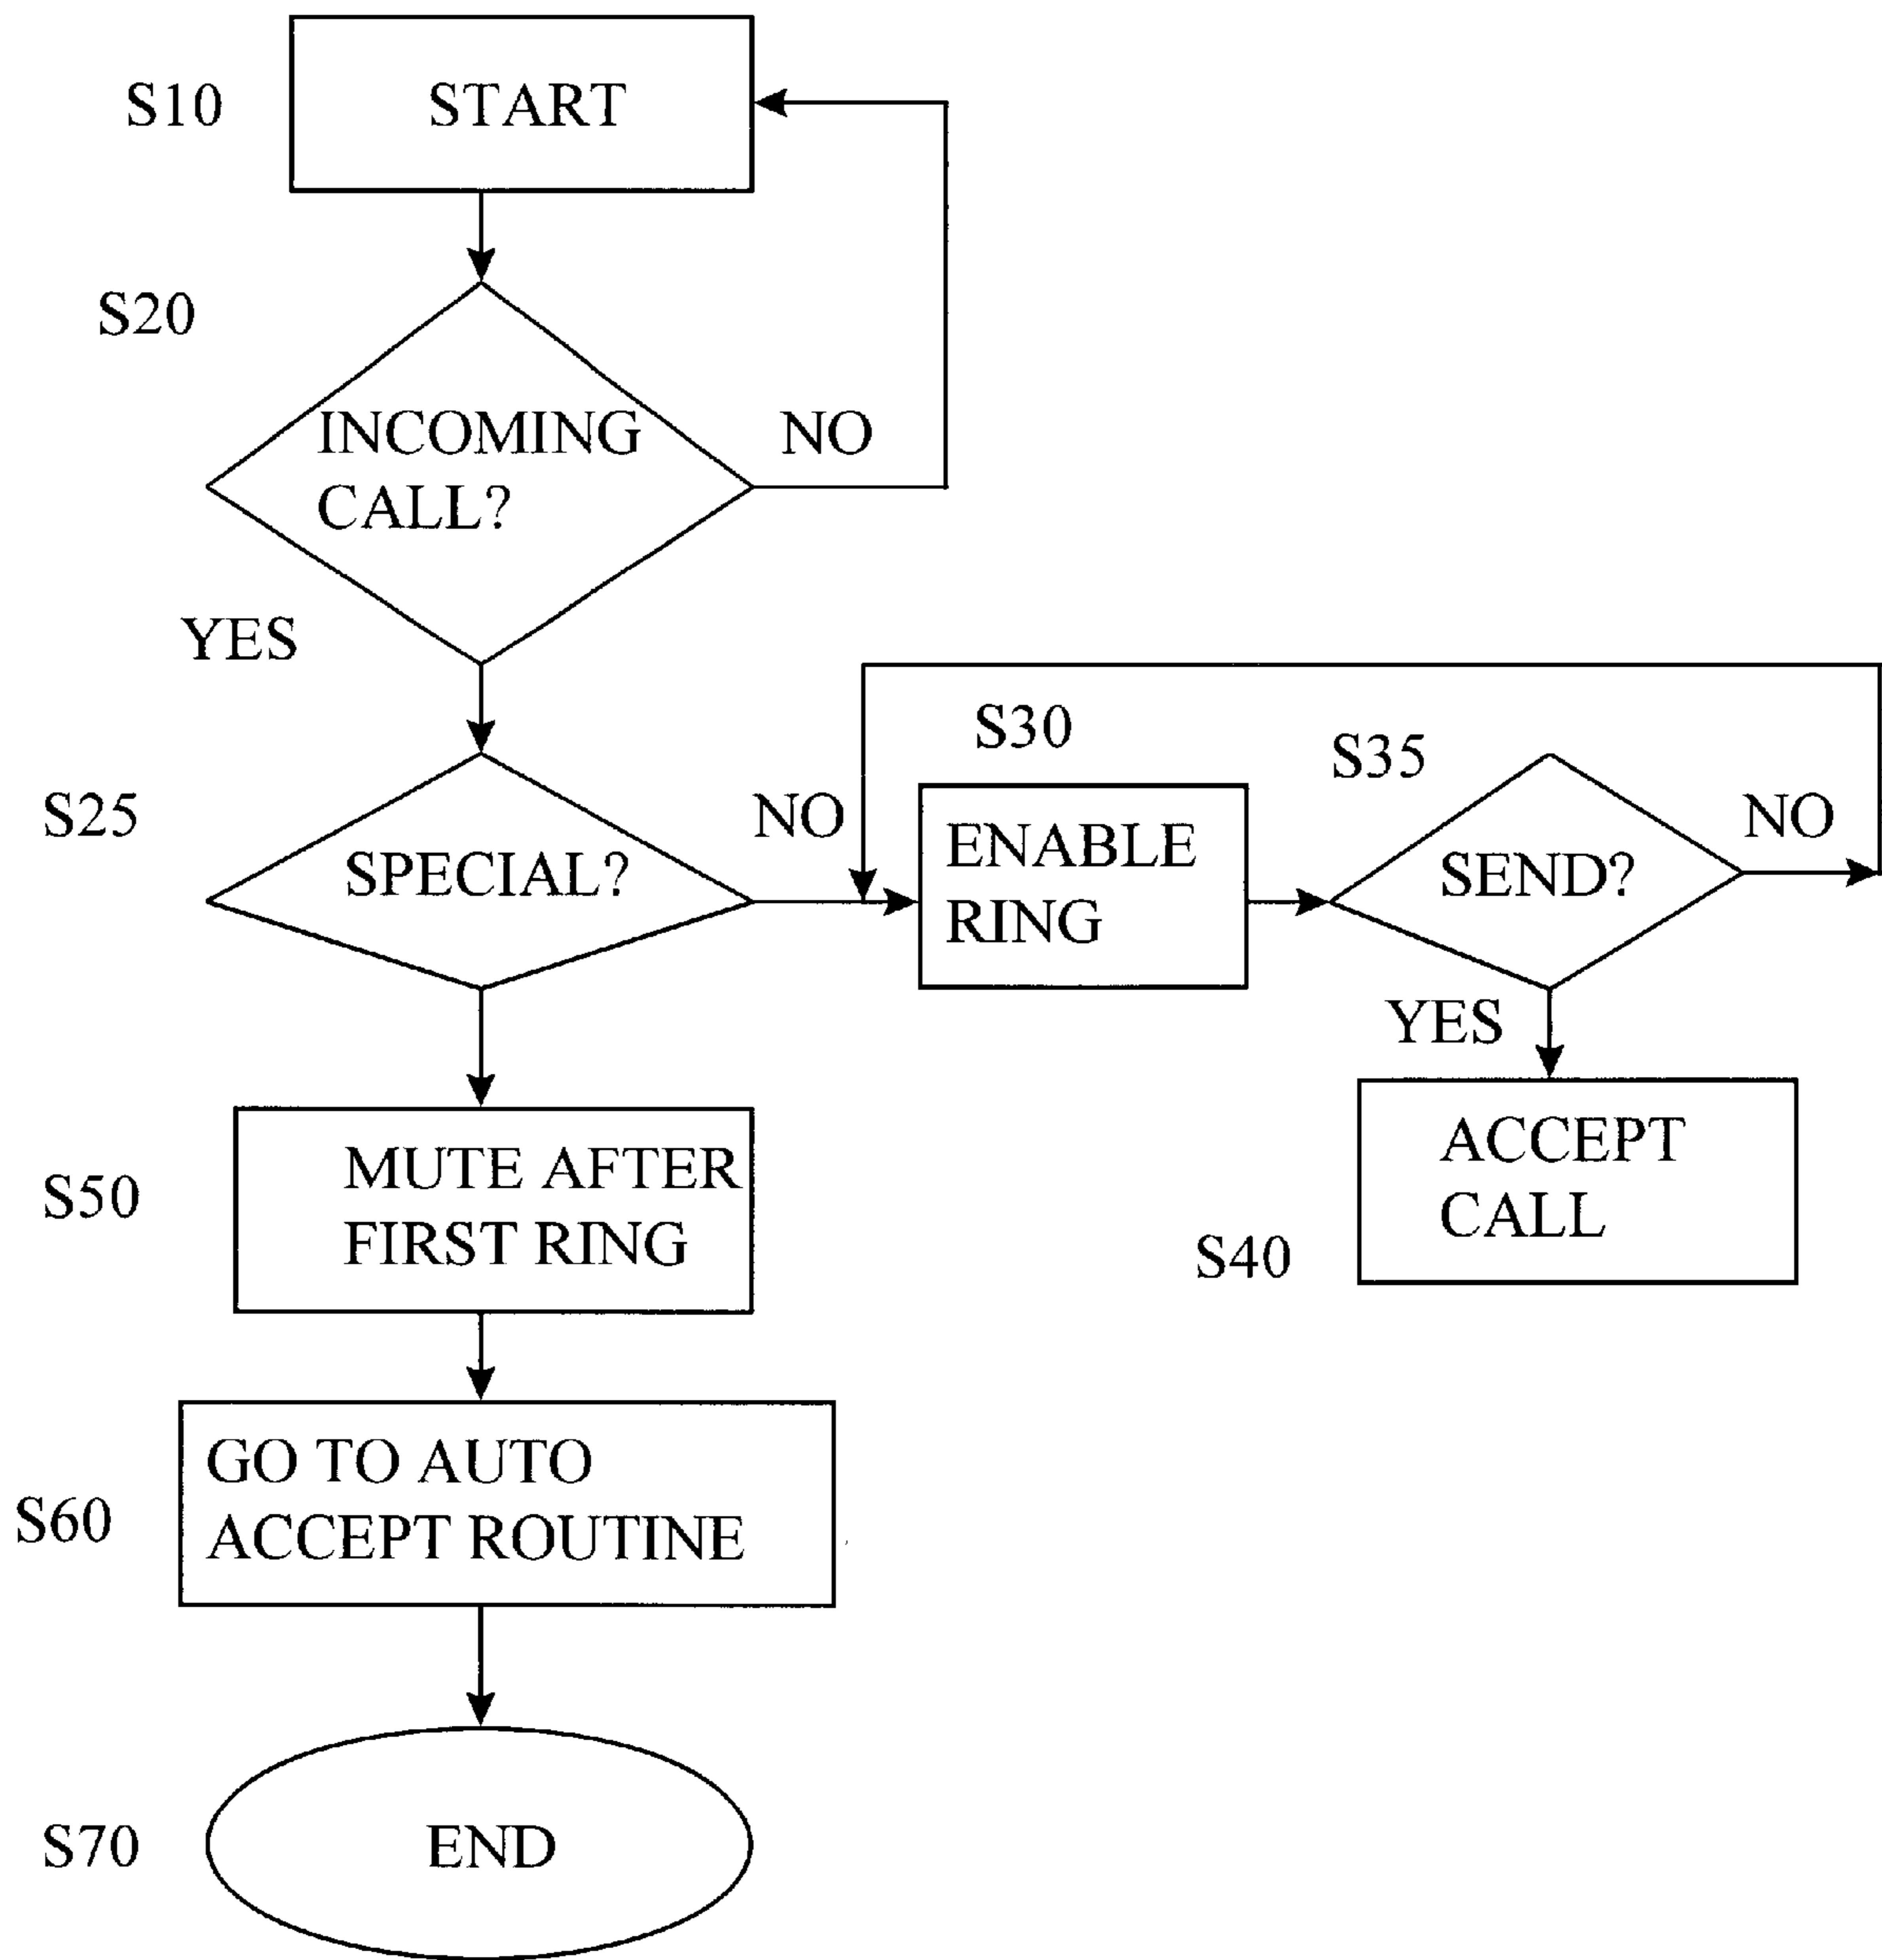 S10
START
S20
INCOMING
CALL?
NO
YES
S25
SPECIAL?
NO
S30
ENABLE
RING
S35
SEND?
NO
YES
S40
ACCEPT
CALL
S50
MUTE AFTER
FIRST RING
S60
GO TO AUTO
ACCEPT ROUTINE
S70
END